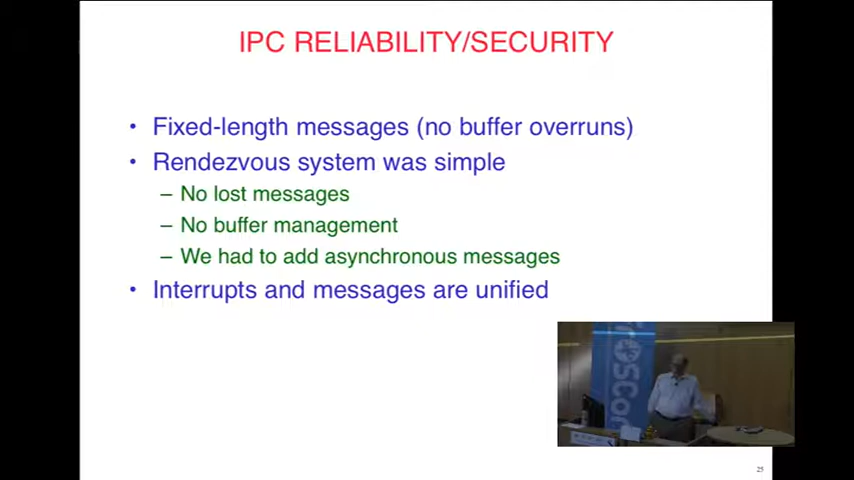 IPC RELIABILITY/SECURITY
• Fixed-length messages (no buffer overruns)
• Rendezvous system was simple
– No lost messages
– No buffer management
– We had to add asynchronous messages
• Interrupts and messages are unified
25